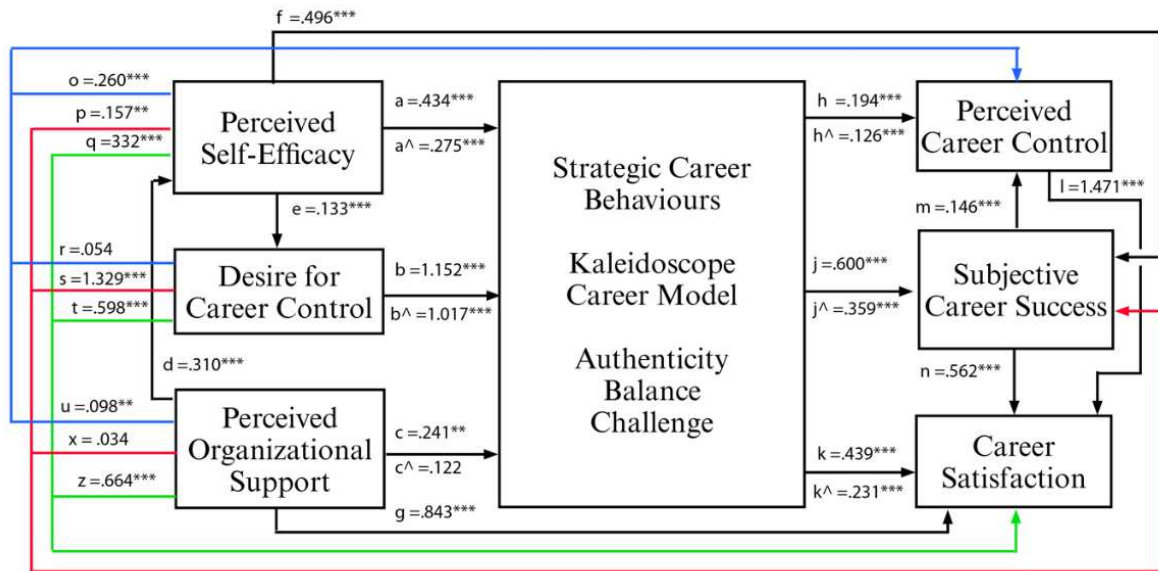 f =.496***
o =.260***
p =.157**
q =332***
Perceived
Self-Efficacy
a =.434***
a^ =.275***
h =.194***
h^ =.126***
Perceived
Career Control
l =1.471***
Strategic Career
Behaviours
Kaleidoscope
Career Model
Authenticity
Balance
Challenge
e =.133***
m =.146***
r =.054
s =1.329***
t =.598***
Desire for
Career Control
b =1.152***
b^ =1.017***
j =.600***
j^ =.359***
Subjective
Career Success
d =.310***
n =.562***
u =.098**
x =.034
z =.664***
Perceived
Organizational
Support
c =.241**
c^ =.122
g =.843***
k =.439***
k^ =.231***
Career
Satisfaction